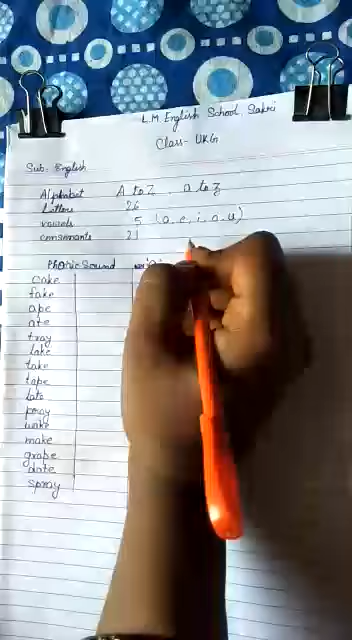 L.M English School, Sakri
Class- UKG
Sub. English
Alphabet A to Z . a to z
Letters 26
vowels 5 (a, e, i, o, u)
consonants 21
Phonic Sound
cake
fake
ape
ate
tray
lake
take
tape
late
pray
wake
make
grape
date
spray